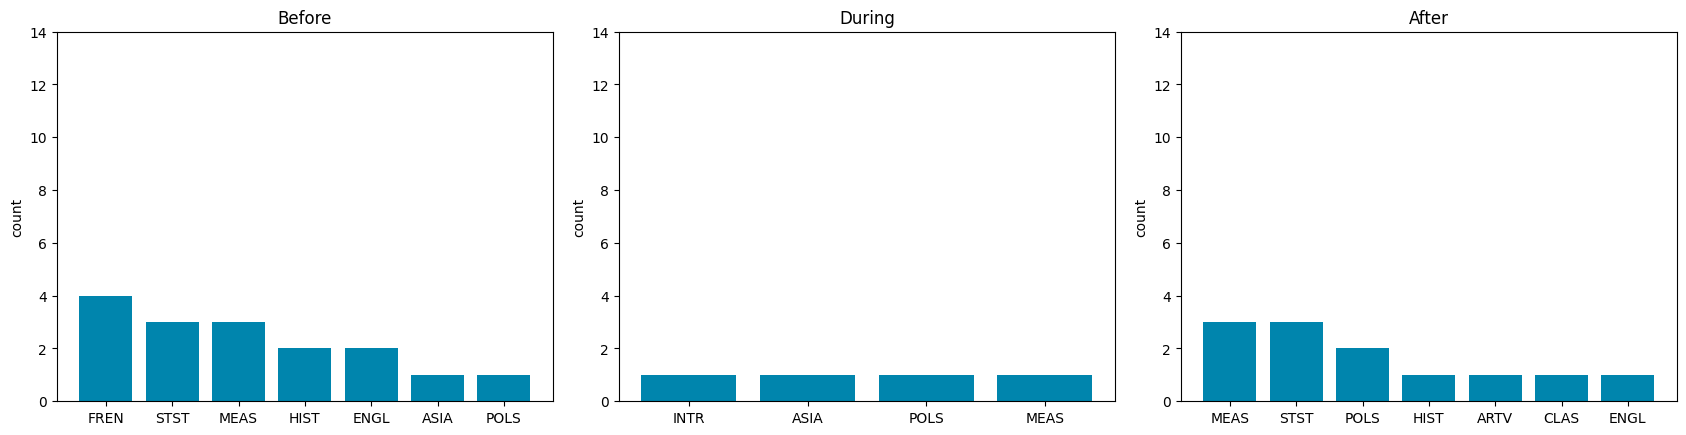 Before
14
12
10
8
6
4
2
0
count
FREN STST MEAS HIST ENGL ASIA POLS
During
14
12
10
8
6
4
2
0
count
INTR ASIA POLS MEAS
After
14
12
10
8
6
4
2
0
count
MEAS STST POLS HIST ARTV CLAS ENGL